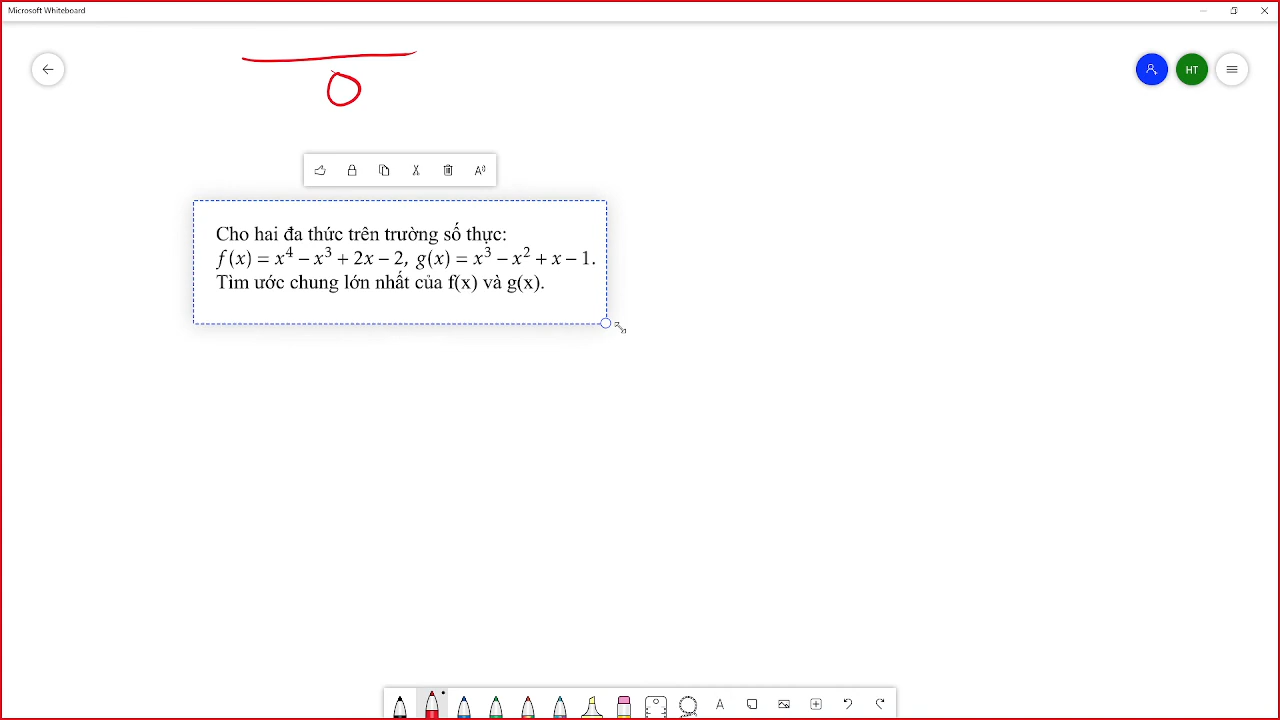 Microsoft Whiteboard
0
HT
Cho hai đa thức trên trường số thực:
f(x) = x⁴ − x³ + 2x − 2, g(x) = x³ − x² + x − 1.
Tìm ước chung lớn nhất của f(x) và g(x).
A